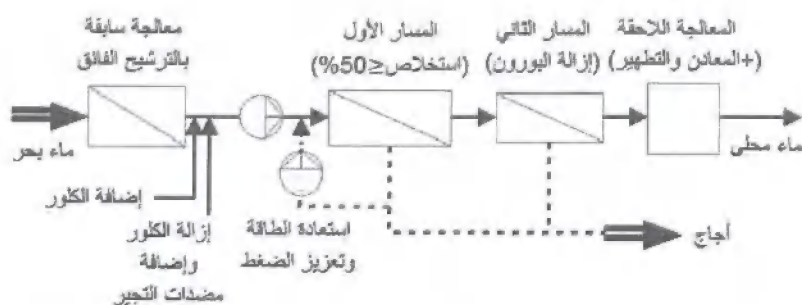 معالجة سابقة
بالترشيح الفائق
المسار الأول
(استخلاص≥50%)
المسار الثاني
(إزالة البورون)
المعالجة اللاحقة
(+المعادن والتطهير)
ماء بحر
ماء محلى
إضافة الكلور
إزالة الكلور
وإضافة
مضدات التجير
استعادة الطاقة
وتعزيز الضغط
أجاج